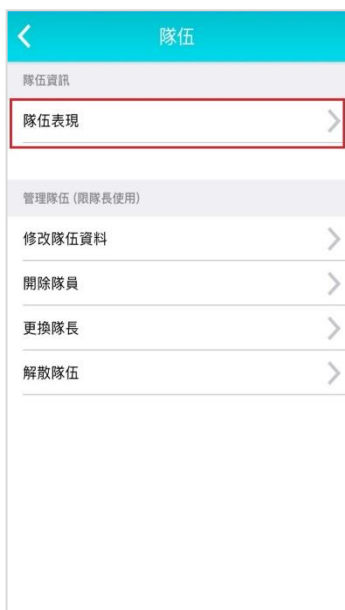 隊伍
隊伍資訊
隊伍表現
管理隊伍 (限隊長使用)
修改隊伍資料
開除隊員
更換隊長
解散隊伍